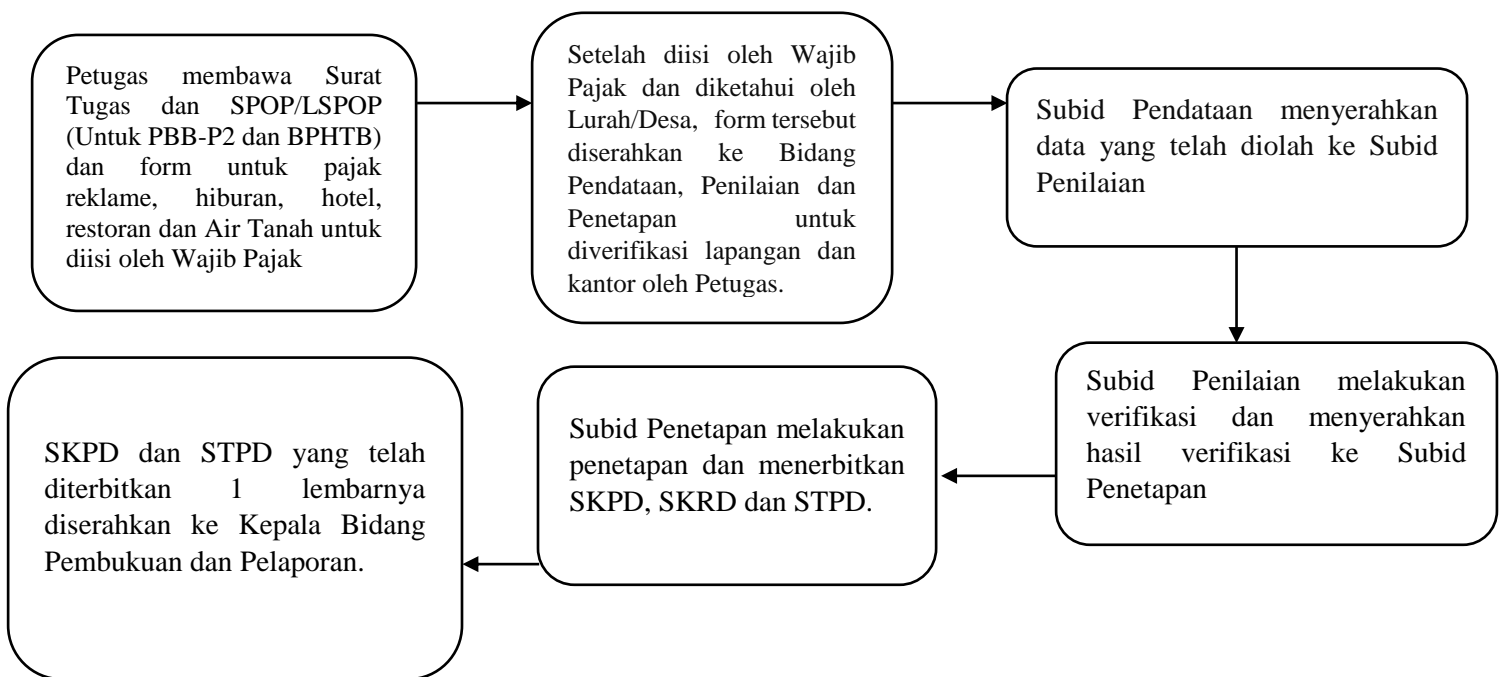 Petugas membawa Surat
Tugas dan SPOP/LSPOP
(Untuk PBB-P2 dan BPHTB)
dan form untuk pajak
reklame, hiburan, hotel,
restoran dan Air Tanah untuk
diisi oleh Wajib Pajak
Setelah diisi oleh Wajib
Pajak dan diketahui oleh
Lurah/Desa, form tersebut
diserahkan ke Bidang
Pendataan, Penilaian dan
Penetapan untuk
diverifikasi lapangan dan
kantor oleh Petugas.
Subid Pendataan menyerahkan
data yang telah diolah ke Subid
Penilaian
Subid Penilaian melakukan
verifikasi dan menyerahkan
hasil verifikasi ke Subid
Penetapan
Subid Penetapan melakukan
penetapan dan menerbitkan
SKPD, SKRD dan STPD.
SKPD dan STPD yang telah
diterbitkan 1 lembarnya
diserahkan ke Kepala Bidang
Pembukuan dan Pelaporan.